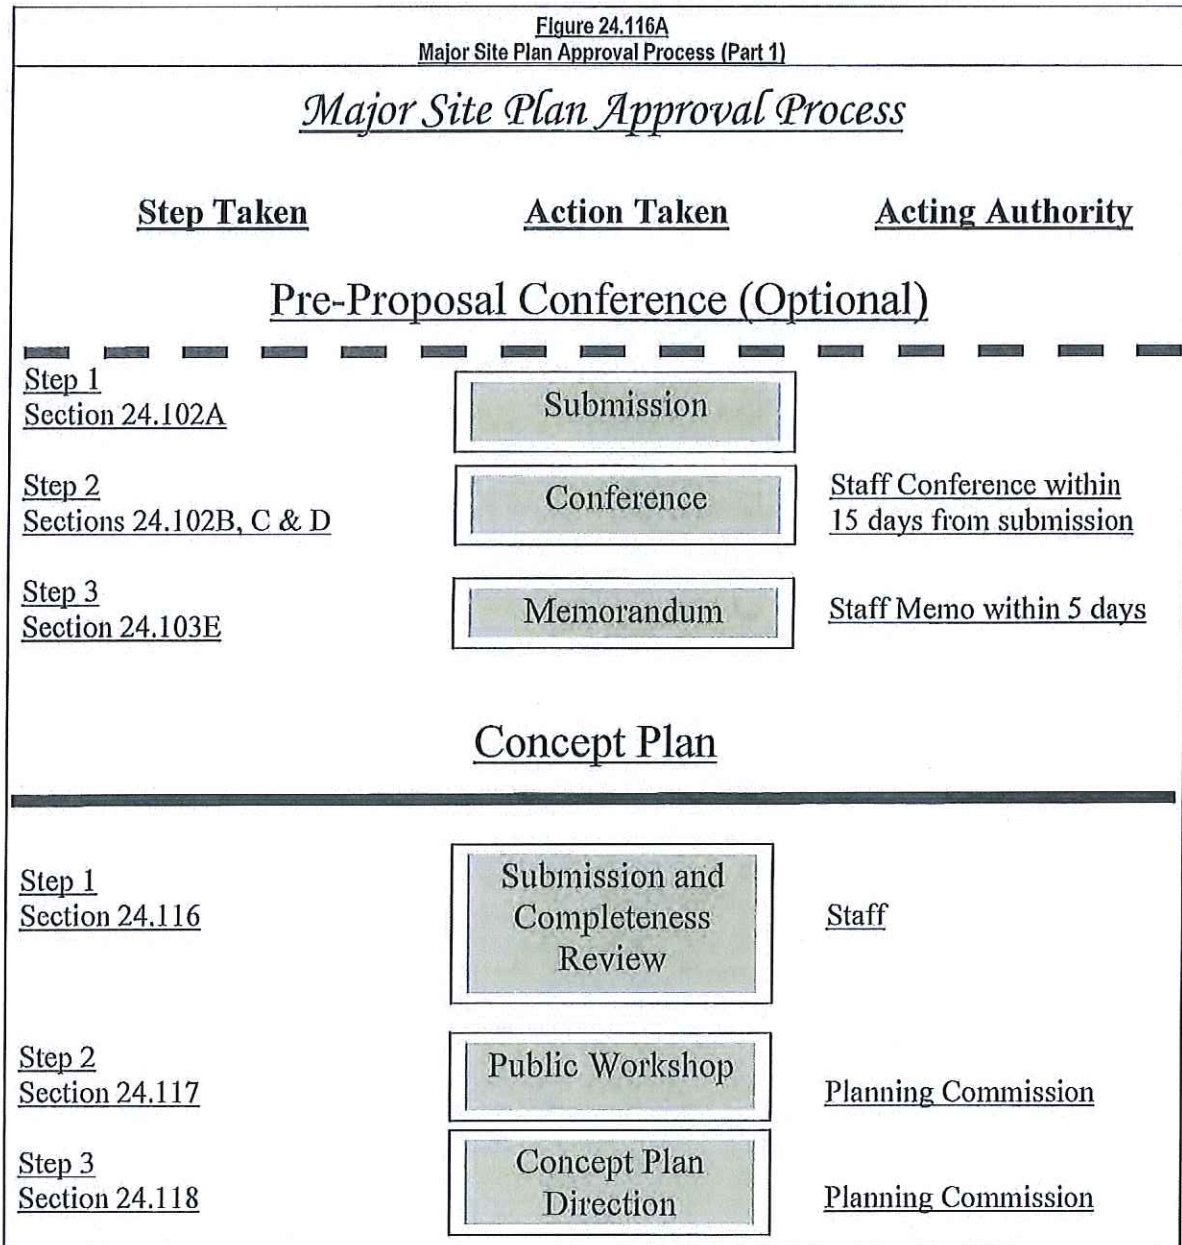 Figure 24.116A
Major Site Plan Approval Process (Part 1)
Major Site Plan Approval Process
Step Taken Action Taken Acting Authority
Pre-Proposal Conference (Optional)
Step 1
Section 24.102A
Submission
Step 2
Sections 24.102B, C & D
Conference
Staff Conference within
15 days from submission
Step 3
Section 24.103E
Memorandum
Staff Memo within 5 days
Concept Plan
Step 1
Section 24.116
Submission and
Completeness
Review
Staff
Step 2
Section 24.117
Public Workshop
Planning Commission
Step 3
Section 24.118
Concept Plan
Direction
Planning Commission